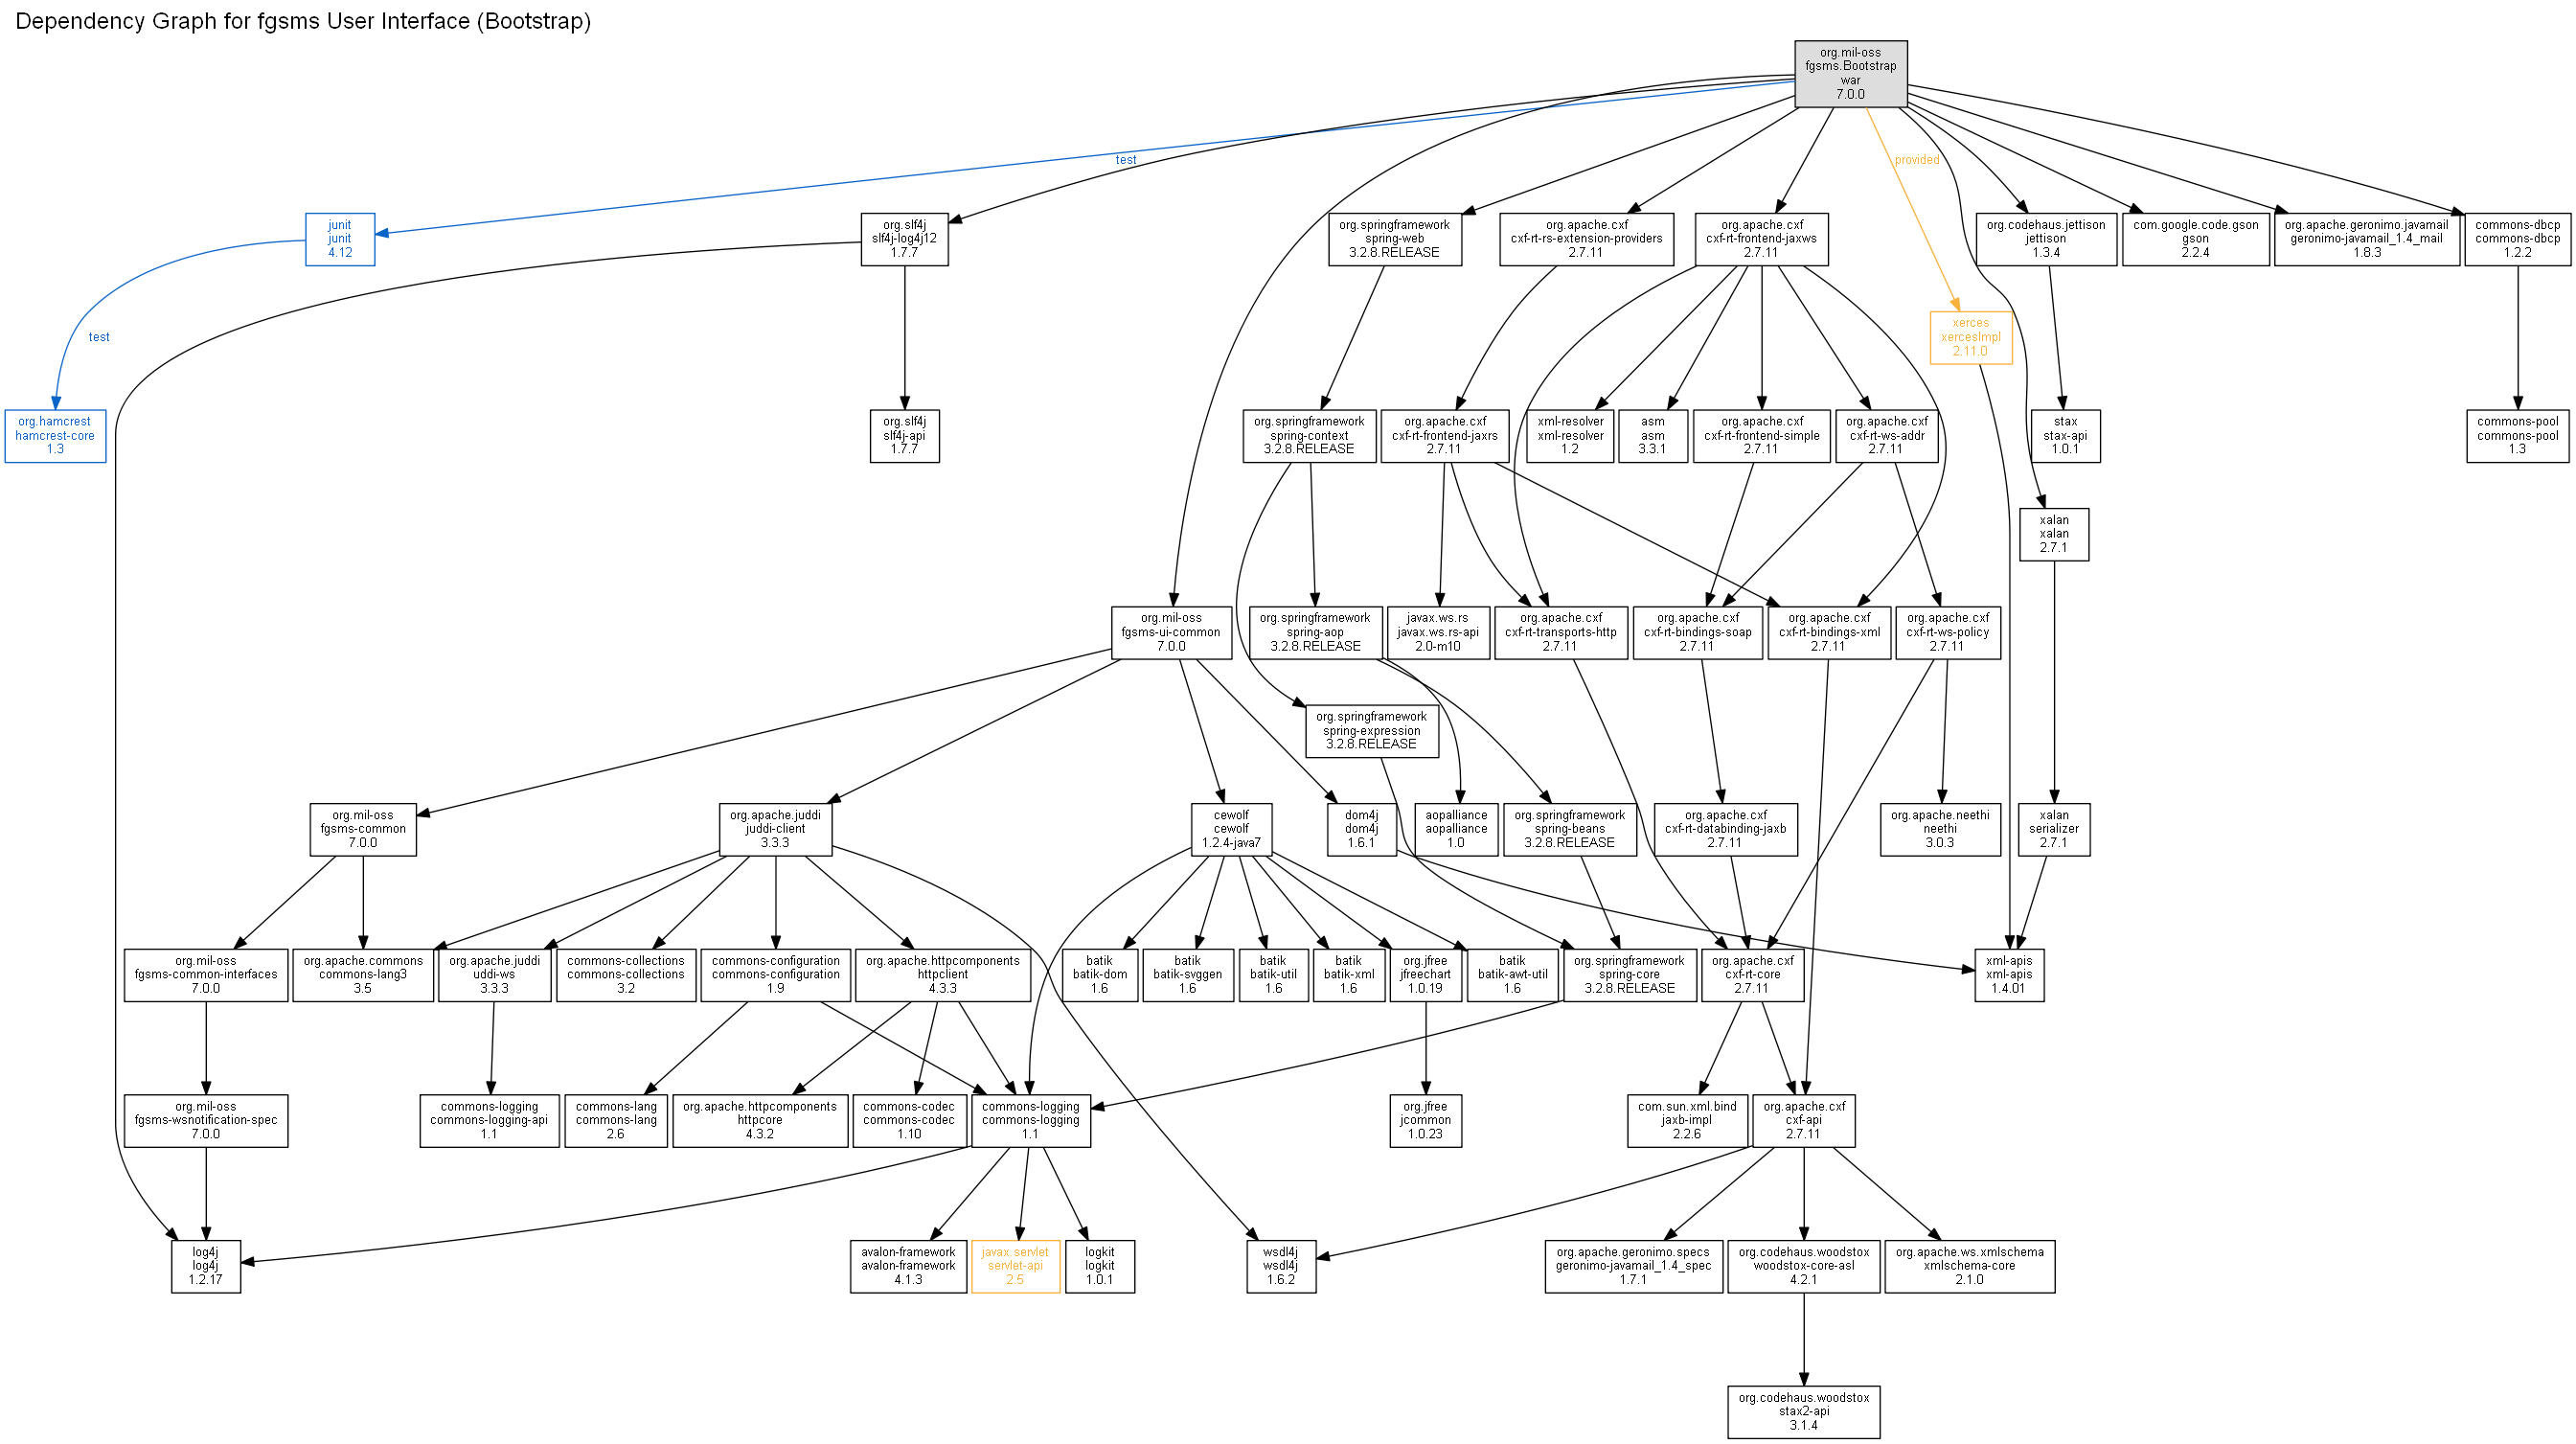 Dependency Graph for fgsms User Interface (Bootstrap)
org.mil-oss
fgsms.Bootstrap
war
7.0.0
test
provided
junit
junit
4.12
org.slf4j
slf4j-log4j12
1.7.7
org.springframework
spring-web
3.2.8.RELEASE
org.apache.cxf
cxf-rt-rs-extension-providers
2.7.11
org.apache.cxf
cxf-rt-frontend-jaxws
2.7.11
org.codehaus.jettison
jettison
1.3.4
com.google.code.gson
gson
2.2.4
org.apache.geronimo.javamail
geronimo-javamail_1.4_mail
1.8.3
commons-dbcp
commons-dbcp
1.2.2
test
xerces
xercesImpl
2.11.0
org.hamcrest
hamcrest-core
1.3
org.slf4j
slf4j-api
1.7.7
org.springframework
spring-context
3.2.8.RELEASE
org.apache.cxf
cxf-rt-frontend-jaxrs
2.7.11
xml-resolver
xml-resolver
1.2
asm
asm
3.3.1
org.apache.cxf
cxf-rt-frontend-simple
2.7.11
org.apache.cxf
cxf-rt-ws-addr
2.7.11
stax
stax-api
1.0.1
commons-pool
commons-pool
1.3
xalan
xalan
2.7.1
org.mil-oss
fgsms-ui-common
7.0.0
org.springframework
spring-aop
3.2.8.RELEASE
javax.ws.rs
javax.ws.rs-api
2.0-m10
org.apache.cxf
cxf-rt-transports-http
2.7.11
org.apache.cxf
cxf-rt-bindings-soap
2.7.11
org.apache.cxf
cxf-rt-bindings-xml
2.7.11
org.apache.cxf
cxf-rt-ws-policy
2.7.11
org.springframework
spring-expression
3.2.8.RELEASE
org.mil-oss
fgsms-common
7.0.0
org.apache.juddi
juddi-client
3.3.3
cewolf
cewolf
1.2.4-java7
dom4j
dom4j
1.6.1
aopalliance
aopalliance
1.0
org.springframework
spring-beans
3.2.8.RELEASE
org.apache.cxf
cxf-rt-databinding-jaxb
2.7.11
org.apache.neethi
neethi
3.0.3
xalan
serializer
2.7.1
org.mil-oss
fgsms-common-interfaces
7.0.0
org.apache.commons
commons-lang3
3.5
org.apache.juddi
uddi-ws
3.3.3
commons-collections
commons-collections
3.2
commons-configuration
commons-configuration
1.9
org.apache.httpcomponents
httpclient
4.3.3
batik
batik-dom
1.6
batik
batik-svggen
1.6
batik
batik-util
1.6
batik
batik-xml
1.6
org.jfree
jfreechart
1.0.19
batik
batik-awt-util
1.6
org.springframework
spring-core
3.2.8.RELEASE
org.apache.cxf
cxf-rt-core
2.7.11
xml-apis
xml-apis
1.4.01
org.mil-oss
fgsms-wsnotification-spec
7.0.0
commons-logging
commons-logging-api
1.1
commons-lang
commons-lang
2.6
org.apache.httpcomponents
httpcore
4.3.2
commons-codec
commons-codec
1.10
commons-logging
commons-logging
1.1
org.jfree
jcommon
1.0.23
com.sun.xml.bind
jaxb-impl
2.2.6
org.apache.cxf
cxf-api
2.7.11
log4j
log4j
1.2.17
avalon-framework
avalon-framework
4.1.3
javax.servlet
servlet-api
2.5
logkit
logkit
1.0.1
wsdl4j
wsdl4j
1.6.2
org.apache.geronimo.specs
geronimo-javamail_1.4_spec
1.7.1
org.codehaus.woodstox
woodstox-core-asl
4.2.1
org.apache.ws.xmlschema
xmlschema-core
2.1.0
org.codehaus.woodstox
stax2-api
3.1.4